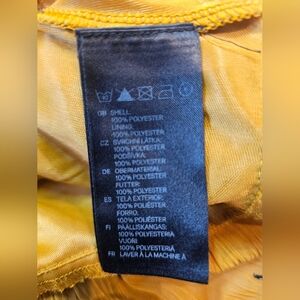 GB SHELL:
100% POLYESTER
LINING:
100% POLYESTER
CZ SVRCHNÍ LÁTKA:
100% POLYESTER
PODŠÍVKA:
100% POLYESTER
DE OBERMATERIAL:
100% POLYESTER
FUTTER:
100% POLYESTER
ES TELA EXTERIOR:
100% POLIÉSTER
FORRO:
100% POLIÉSTER
FI PÄÄLLISKANGAS:
100% POLYESTERIA
VUORI:
100% POLYESTERIÄ
FR LAVER À LA MACHINE À